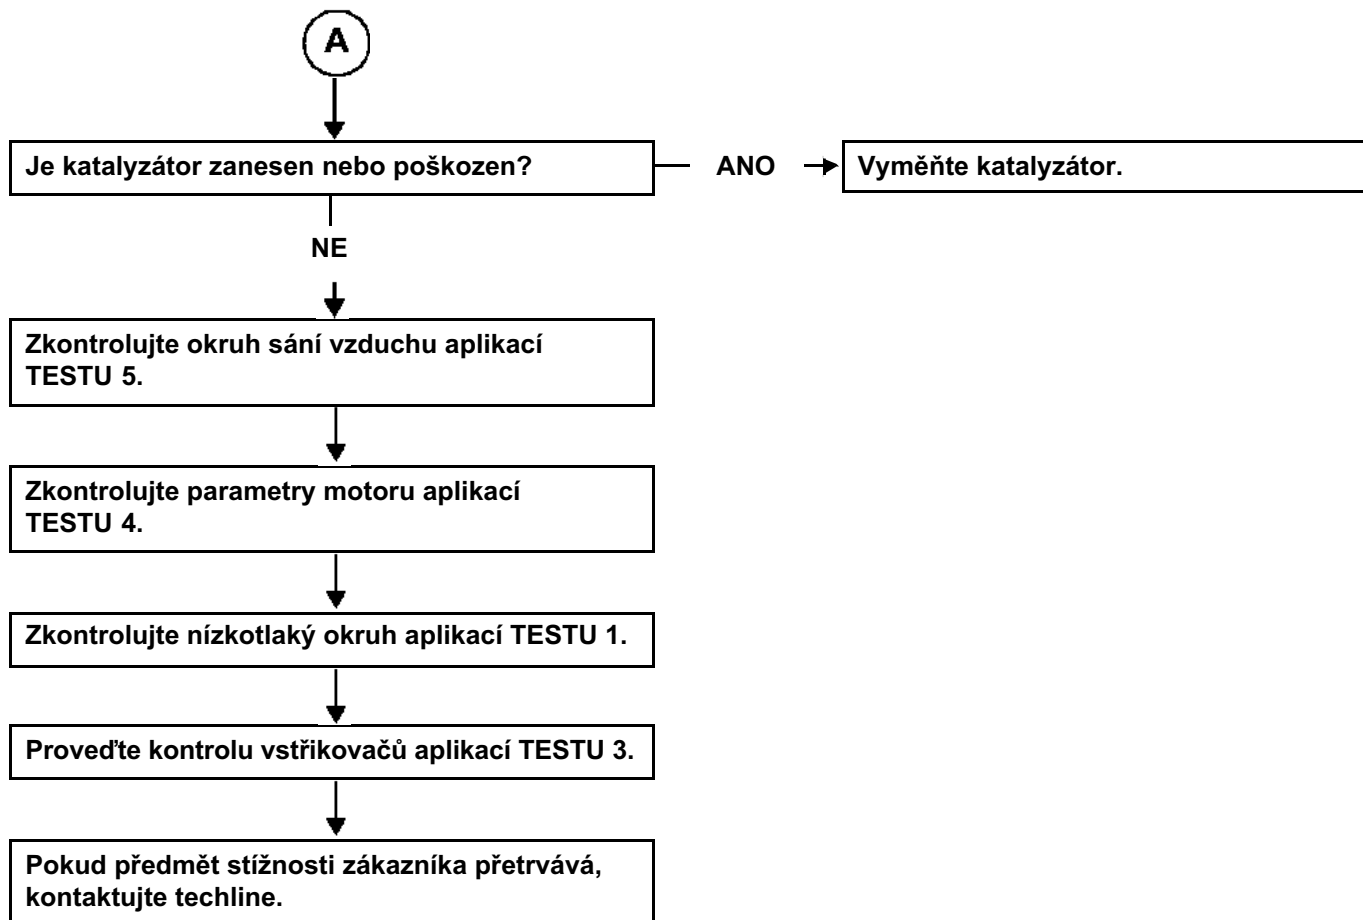 A
Je katalyzátor zanesen nebo poškozen?
ANO
Vyměňte katalyzátor.
NE
Zkontrolujte okruh sání vzduchu aplikací
TESTU 5.
Zkontrolujte parametry motoru aplikací
TESTU 4.
Zkontrolujte nízkotlaký okruh aplikací TESTU 1.
Proveďte kontrolu vstřikovačů aplikací TESTU 3.
Pokud předmět stížnosti zákazníka přetrvává,
kontaktujte techline.